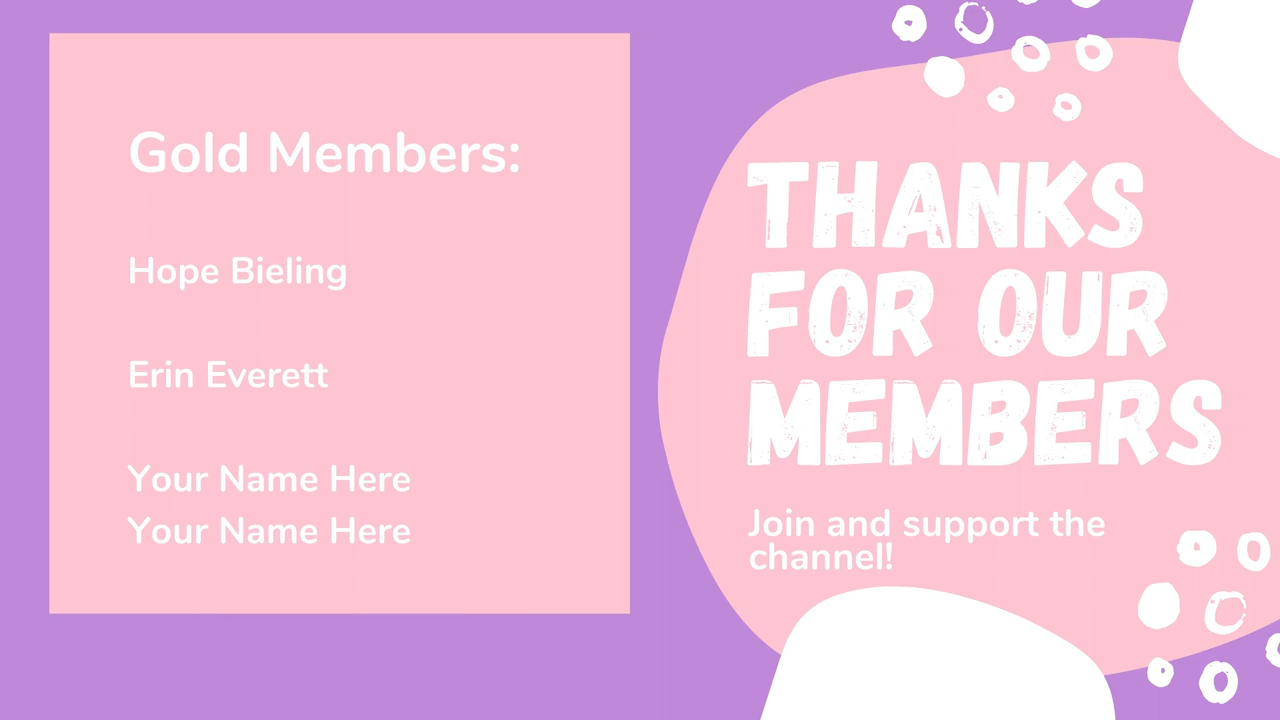 Gold Members:
Hope Bieling
Erin Everett
Your Name Here
Your Name Here
THANKS
FOR OUR
MEMBERS
Join and support the
channel!